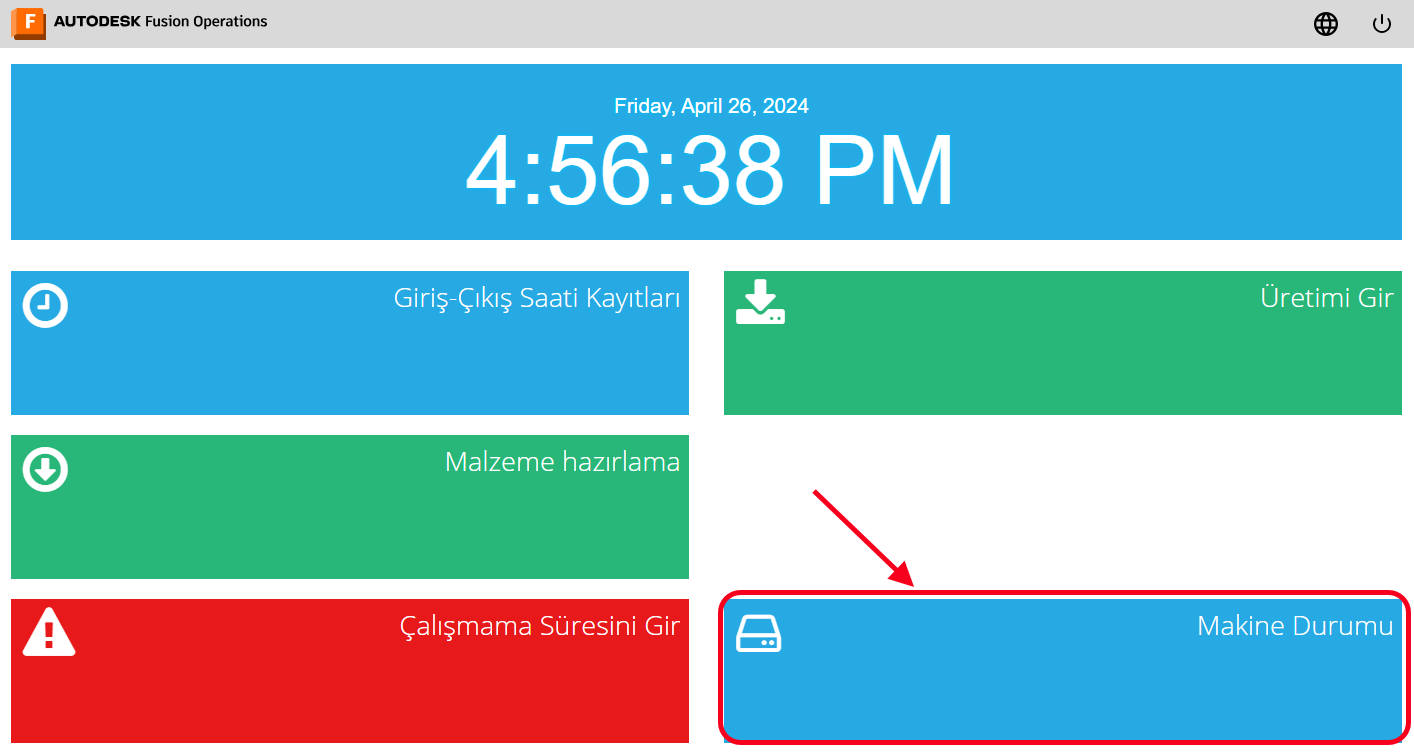 AUTODESK Fusion Operations
Friday, April 26, 2024
4:56:38 PM
Giriş-Çıkış Saati Kayıtları
Üretimi Gir
Malzeme hazırlama
Çalışmama Süresini Gir
Makine Durumu